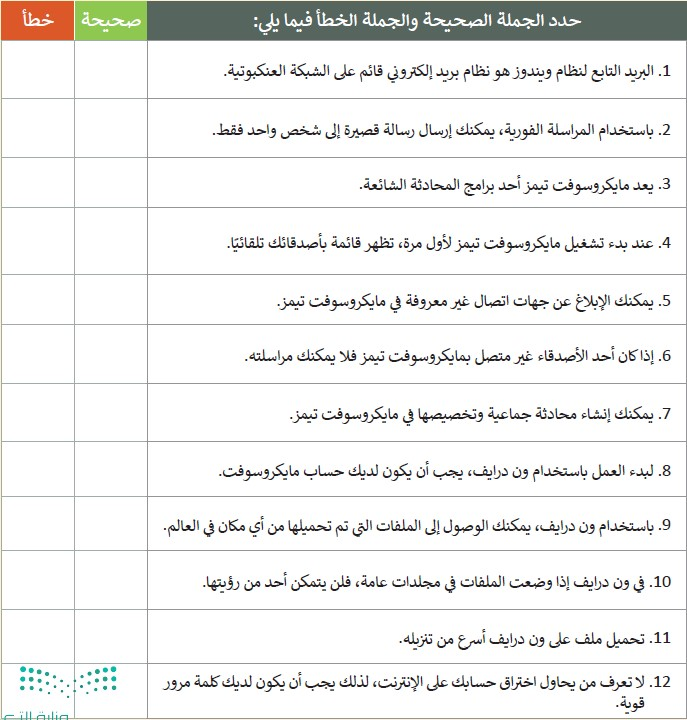 حدد الجملة الصحيحة والجملة الخطأ فيما يلي: صحيحة خطأ
1. البريد التابع لنظام ويندوز هو نظام بريد إلكتروني قائم على الشبكة العنكبوتية.
2. باستخدام المراسلة الفورية، يمكنك إرسال رسالة قصيرة إلى شخص واحد فقط.
3. يعد مايكروسوفت تيمز أحد برامج المحادثة الشائعة.
4. عند بدء تشغيل مايكروسوفت تيمز لأول مرة، تظهر قائمة بأصدقائك تلقائيًا.
5. يمكنك الإبلاغ عن جهات اتصال غير معروفة في مايكروسوفت تيمز.
6. إذا كان أحد الأصدقاء غير متصل بمايكروسوفت تيمز فلا يمكنك مراسلته.
7. يمكنك إنشاء محادثة جماعية وتخصيصها في مايكروسوفت تيمز.
8. لبدء العمل باستخدام ون درايف، يجب أن يكون لديك حساب مايكروسوفت.
9. باستخدام ون درايف، يمكنك الوصول إلى الملفات التي تم تحميلها من أي مكان في العالم.
10. في ون درايف إذا وضعت الملفات في مجلدات عامة، فلن يتمكن أحد من رؤيتها.
11. تحميل ملف على ون درايف أسرع من تنزيله.
12. لا تعرف من يحاول اختراق حسابك على الإنترنت، لذلك يجب أن يكون لديك كلمة مرور
قوية.
وزارة